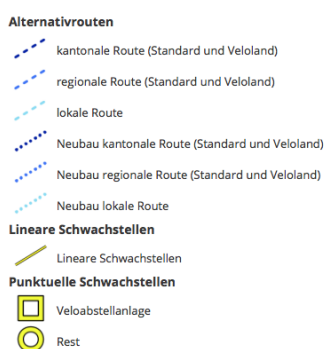 Alternativrouten
kantonale Route (Standard und Veloland)
regionale Route (Standard und Veloland)
lokale Route
Neubau kantonale Route (Standard und Veloland)
Neubau regionale Route (Standard und Veloland)
Neubau lokale Route
Lineare Schwachstellen
Lineare Schwachstellen
Punktuelle Schwachstellen
Veloabstellanlage
Rest